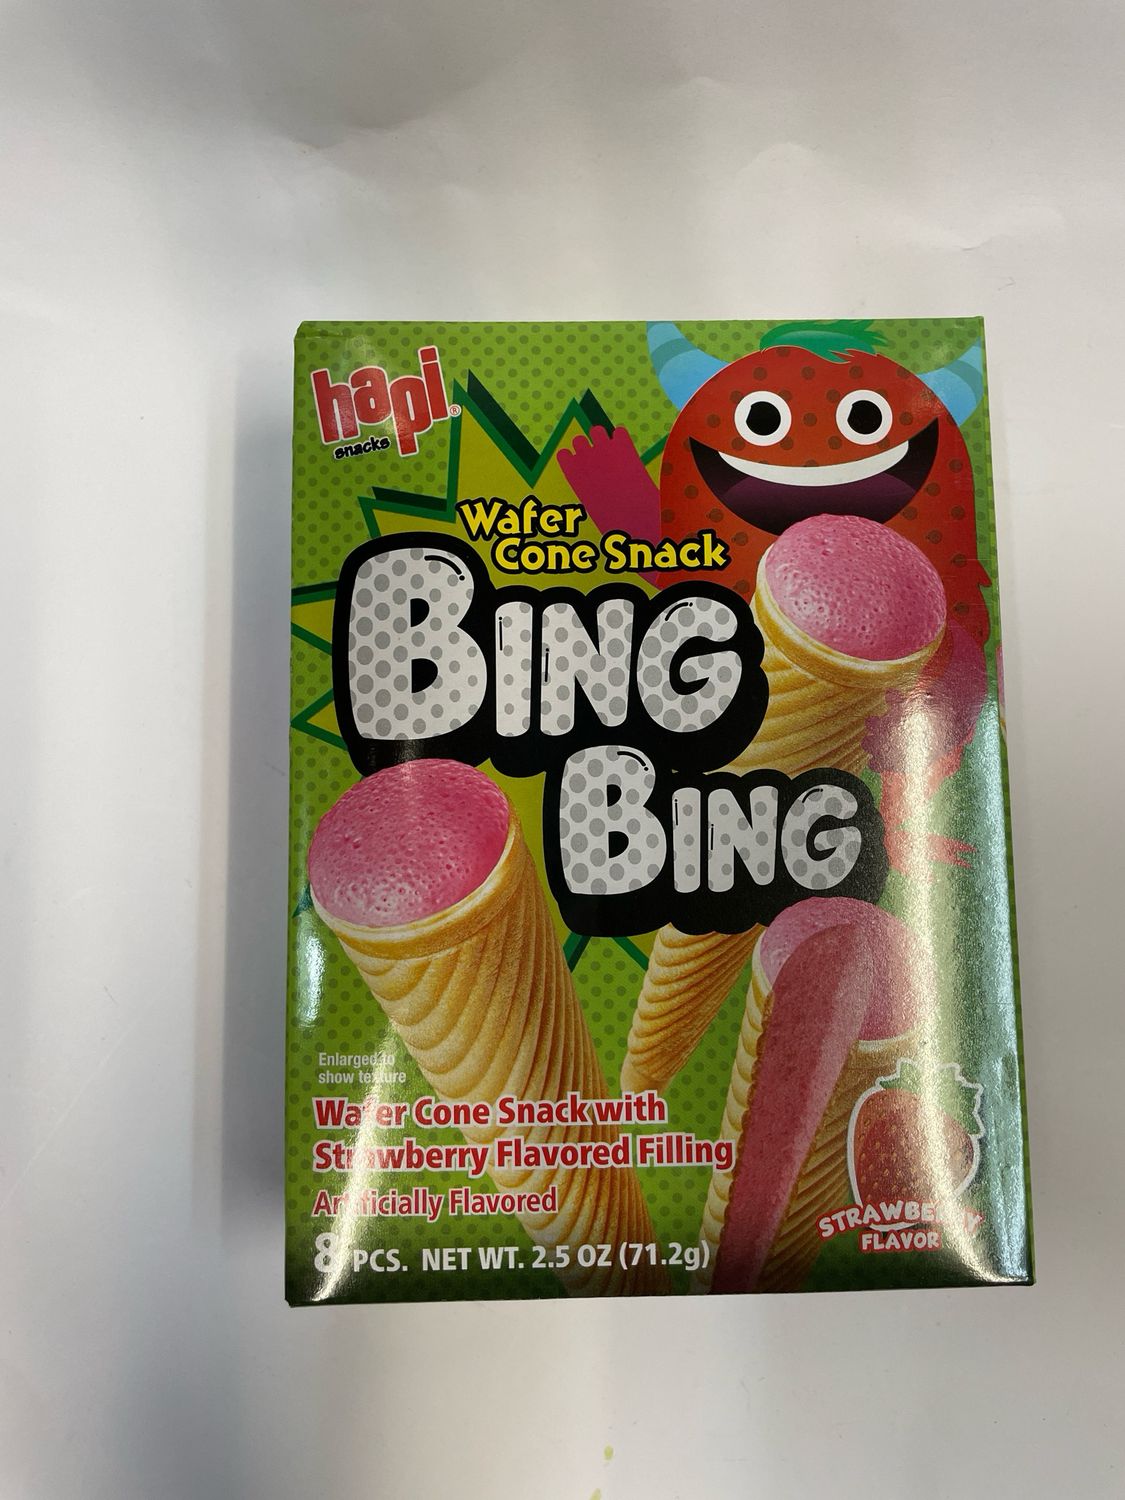 hapi®
snacks
Wafer
Cone Snack
BING
BING
Enlarged to
show texture
Wafer Cone Snack with
Strawberry Flavored Filling
Artificially Flavored
8 PCS. NET WT. 2.5 OZ (71.2g)
STRAWBERRY
FLAVOR